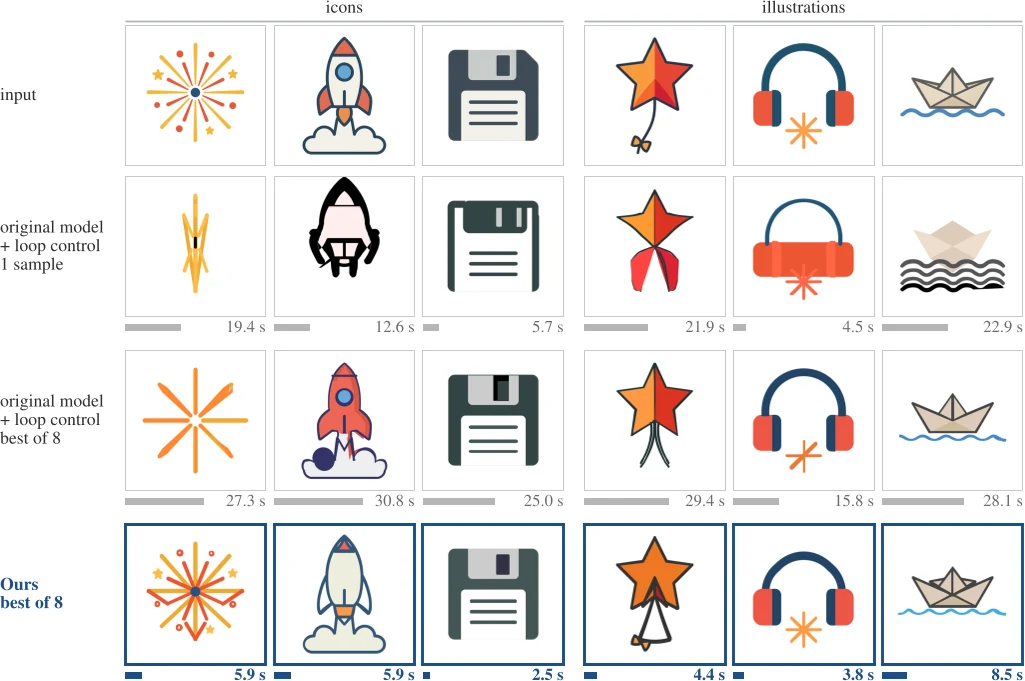 icons
illustrations
input
original model
+ loop control
1 sample
19.4 s
12.6 s
5.7 s
21.9 s
4.5 s
22.9 s
original model
+ loop control
best of 8
27.3 s
30.8 s
25.0 s
29.4 s
15.8 s
28.1 s
Ours
best of 8
5.9 s
5.9 s
2.5 s
4.4 s
3.8 s
8.5 s